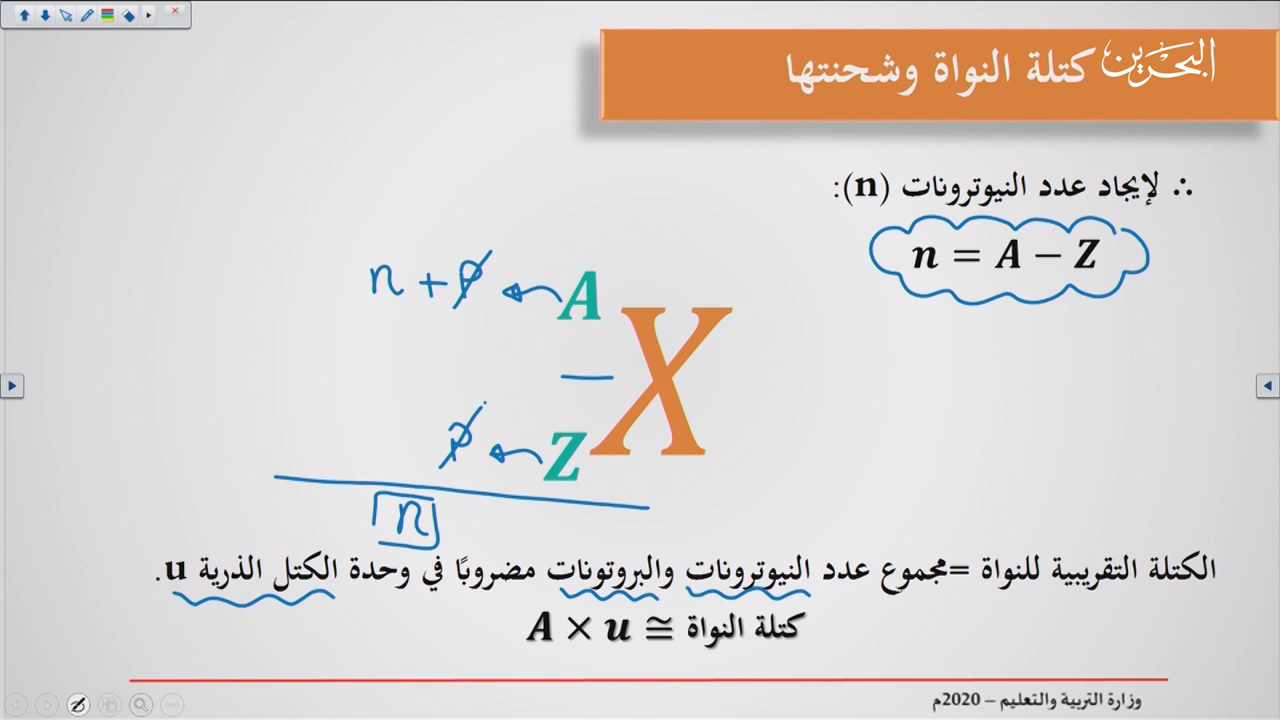 البحرين
كتلة النواة وشحنتها
∴ لإيجاد عدد النيوترونات (n):
n = A − Z
n + p ← A
X
−
p ← Z
n
الكتلة التقريبية للنواة =مجموع عدد النيوترونات والبروتونات مضروبًا في وحدة الكتل الذرية u.
كتلة النواة ≅ A × u
وزارة التربية والتعليم – 2020م